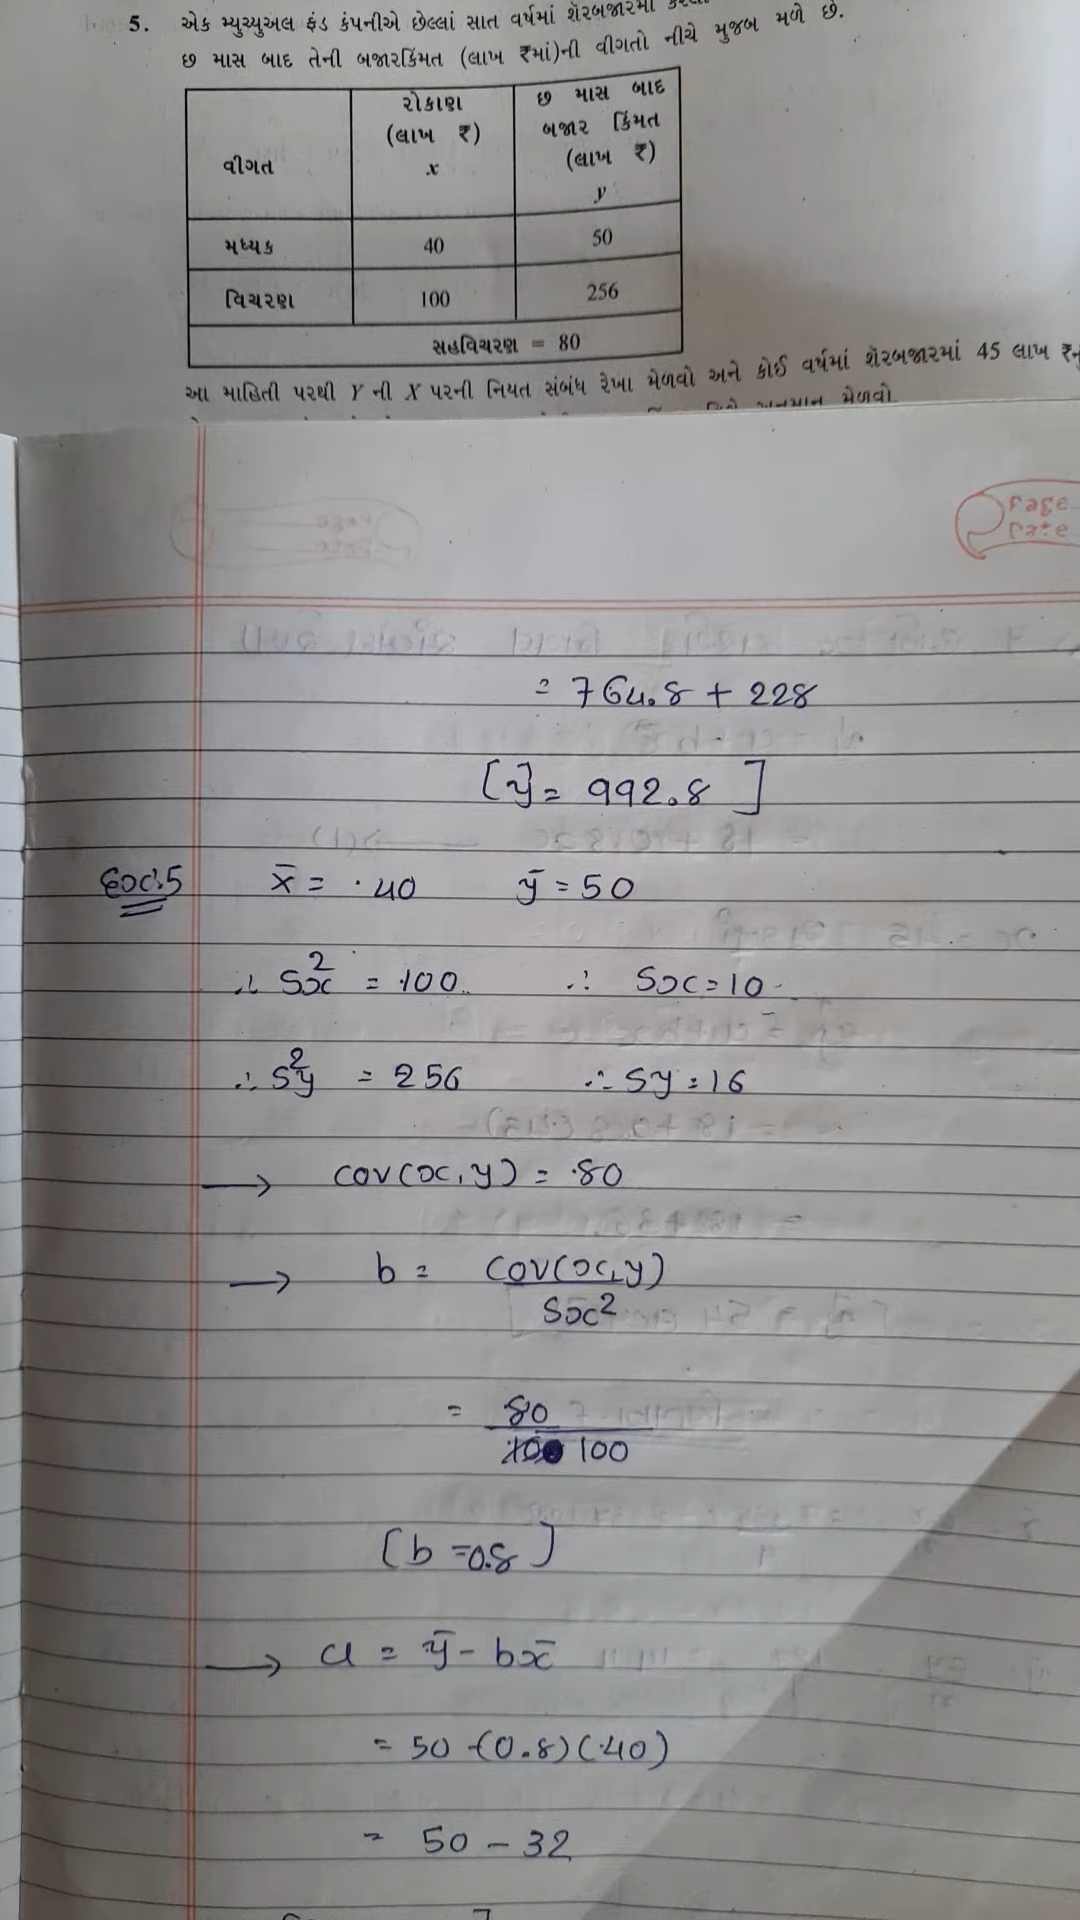 5. એક મ્યુચ્યુઅલ ફંડ કંપનીએ છેલ્લાં સાત વર્ષમાં શૅરબજારમાં
છ માસ બાદ તેની બજારકિંમત (લાખ ₹માં)ની વીગતો નીચે મુજબ મળે છે.
વીગત
રોકાણ
(લાખ ₹)
x
છ માસ બાદ
બજાર કિંમત
(લાખ ₹)
y
મધ્યક 40 50
વિચરણ 100 256
સહવિચરણ = 80
આ માહિતી પરથી Y ની X પરની નિયત સંબંધ રેખા મેળવો અને કોઈ વર્ષમાં શૅરબજારમાં 45 લાખ
અનુમાન મેળવો.
Page
Date
= 764.8 + 228
[ŷ = 992.8 ]
x̄ = 40 ȳ = 50
∴ Sx² = 100 ∴ Sx = 10
∴ S²y = 256 ∴ Sy = 16
→ cov(x,y) = 80
→ b = cov(x,y)
Sx²
= 80
100
[b = 0.8]
→ a = ȳ - bx̄
= 50 - (0.8)(40)
= 50 - 32